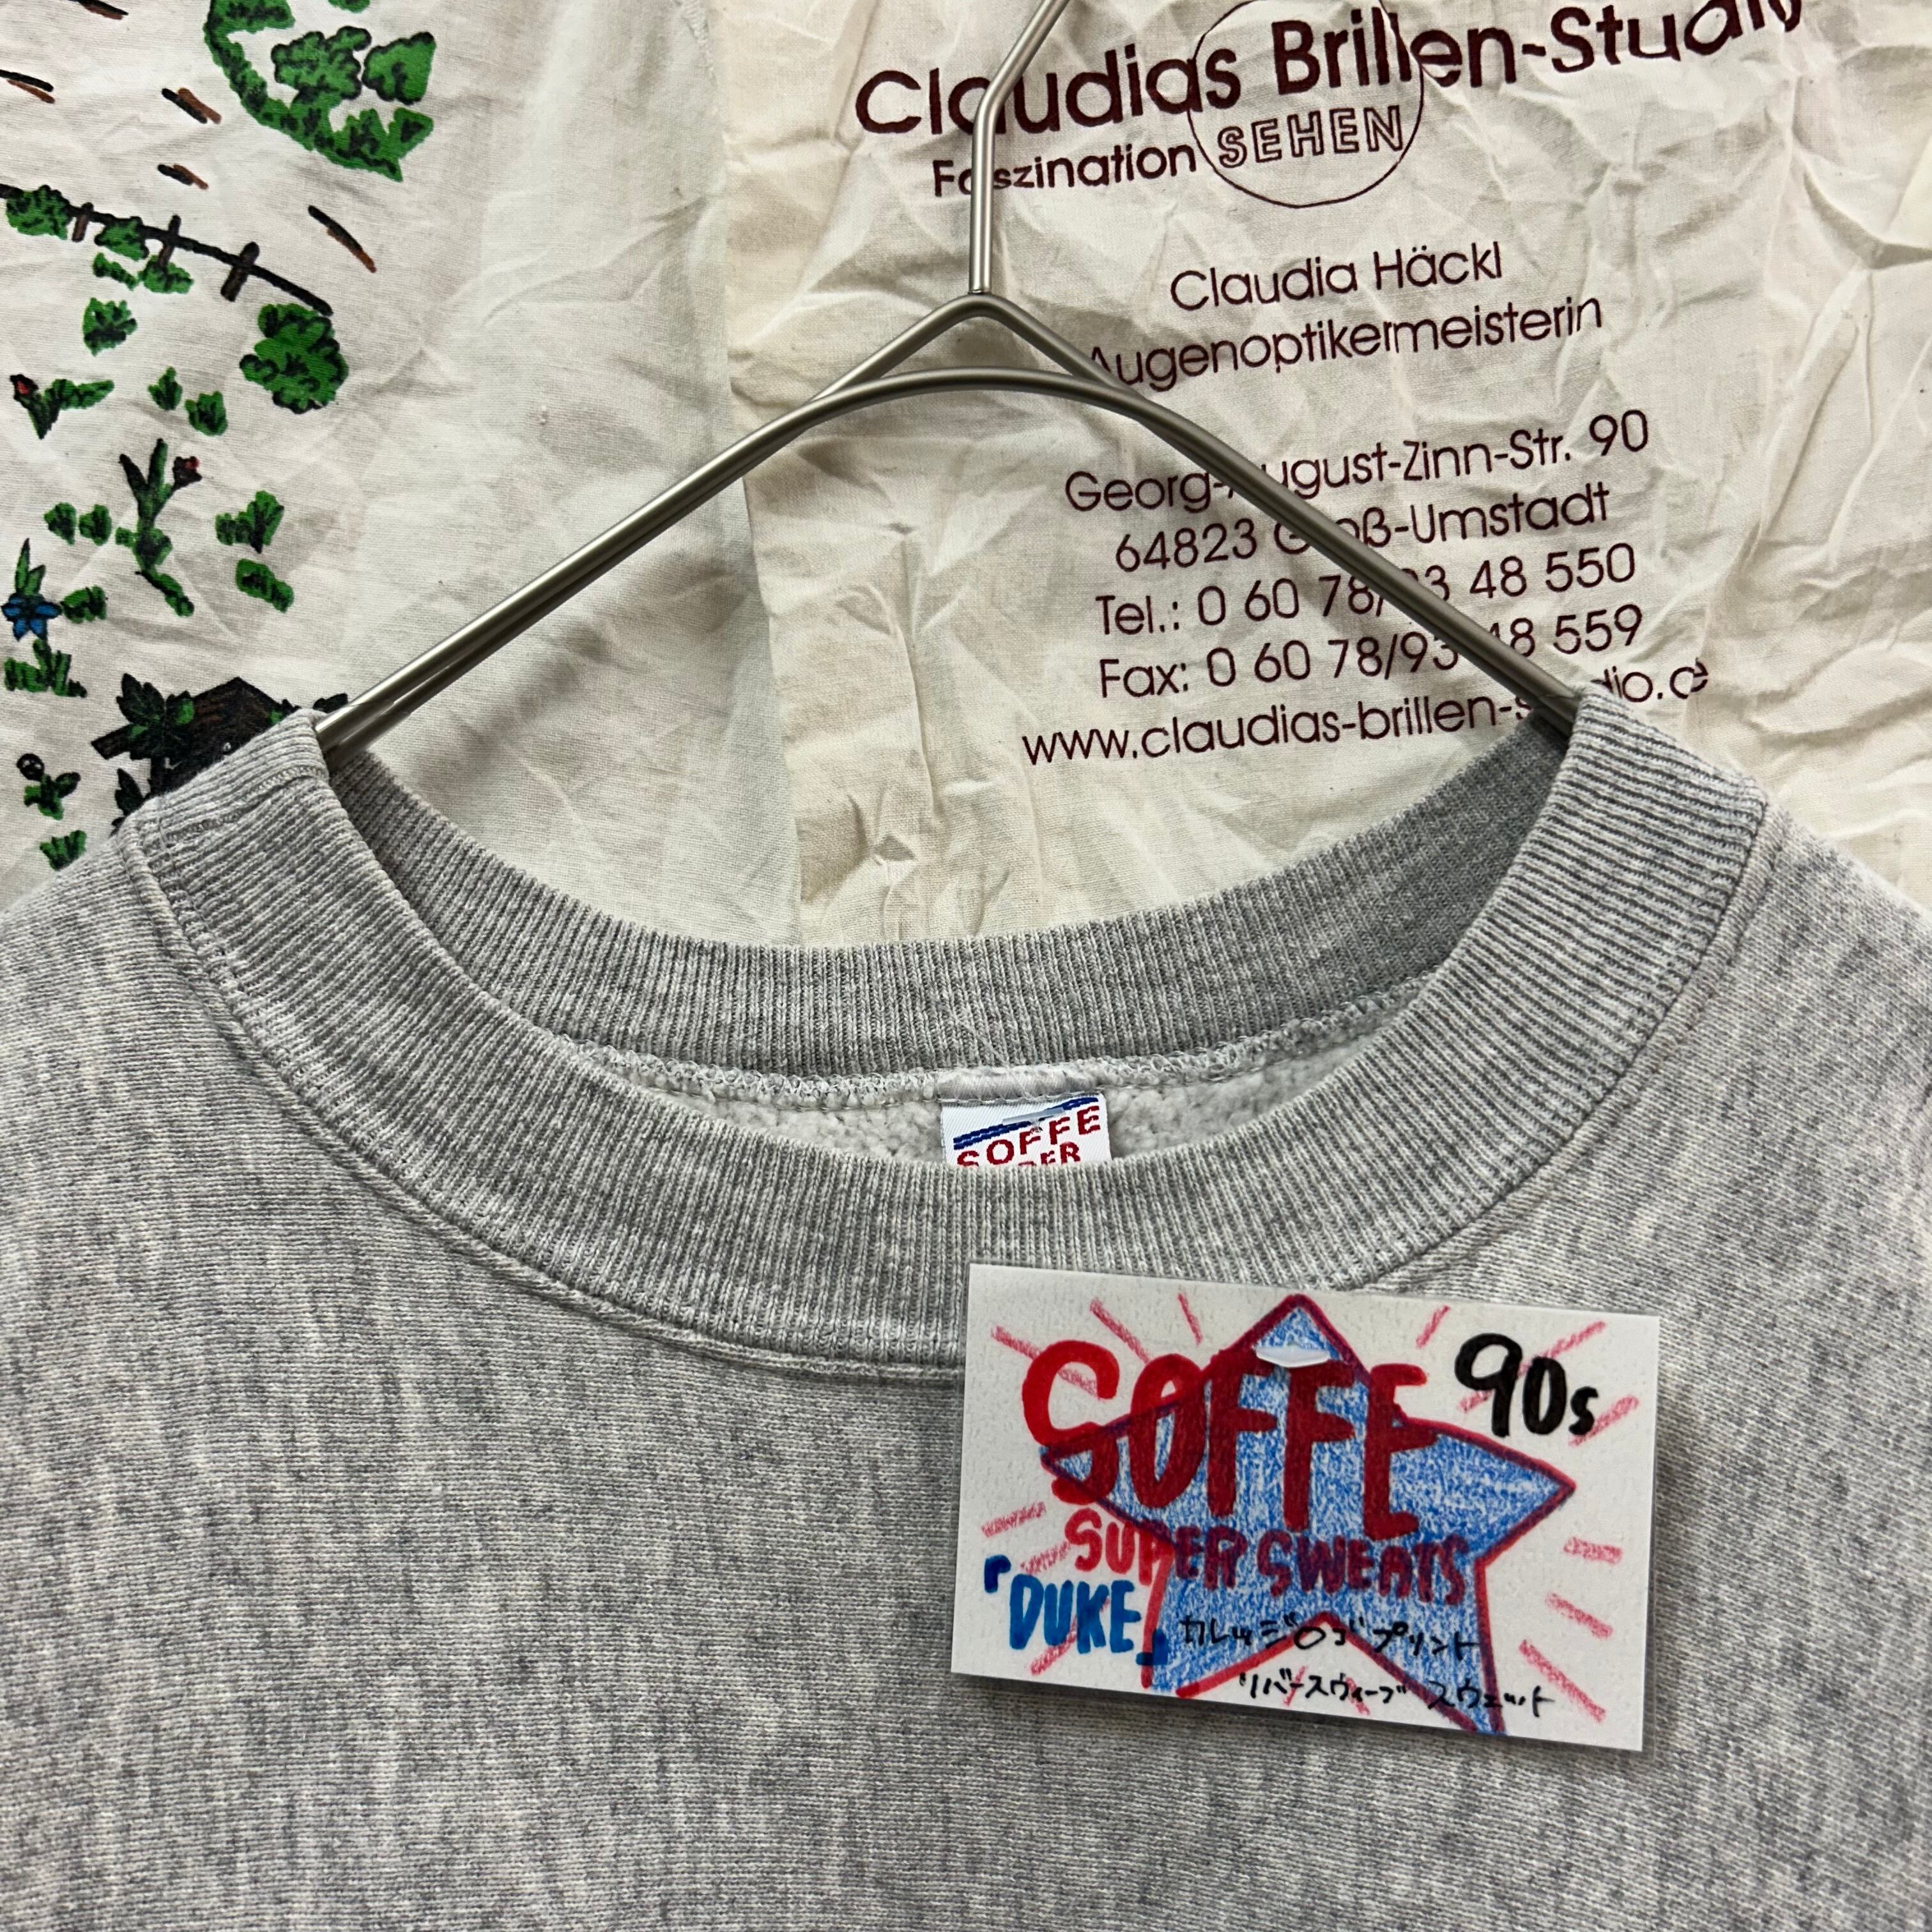 Claudias Brillen-Studio
Faszination SEHEN
Claudia Häckl
Augenoptikermeisterin
Georg-August-Zinn-Str. 90
64823 Groß-Umstadt
Tel.: 0 60 78/93 48 550
Fax: 0 60 78/93 48 559
www.claudias-brillen-studio.de
SOFFE
SUPER
SOFFE 90s
SUPER SWEATS
「DUKE」カレッジロゴプリント
リバースウィーブ スウェット